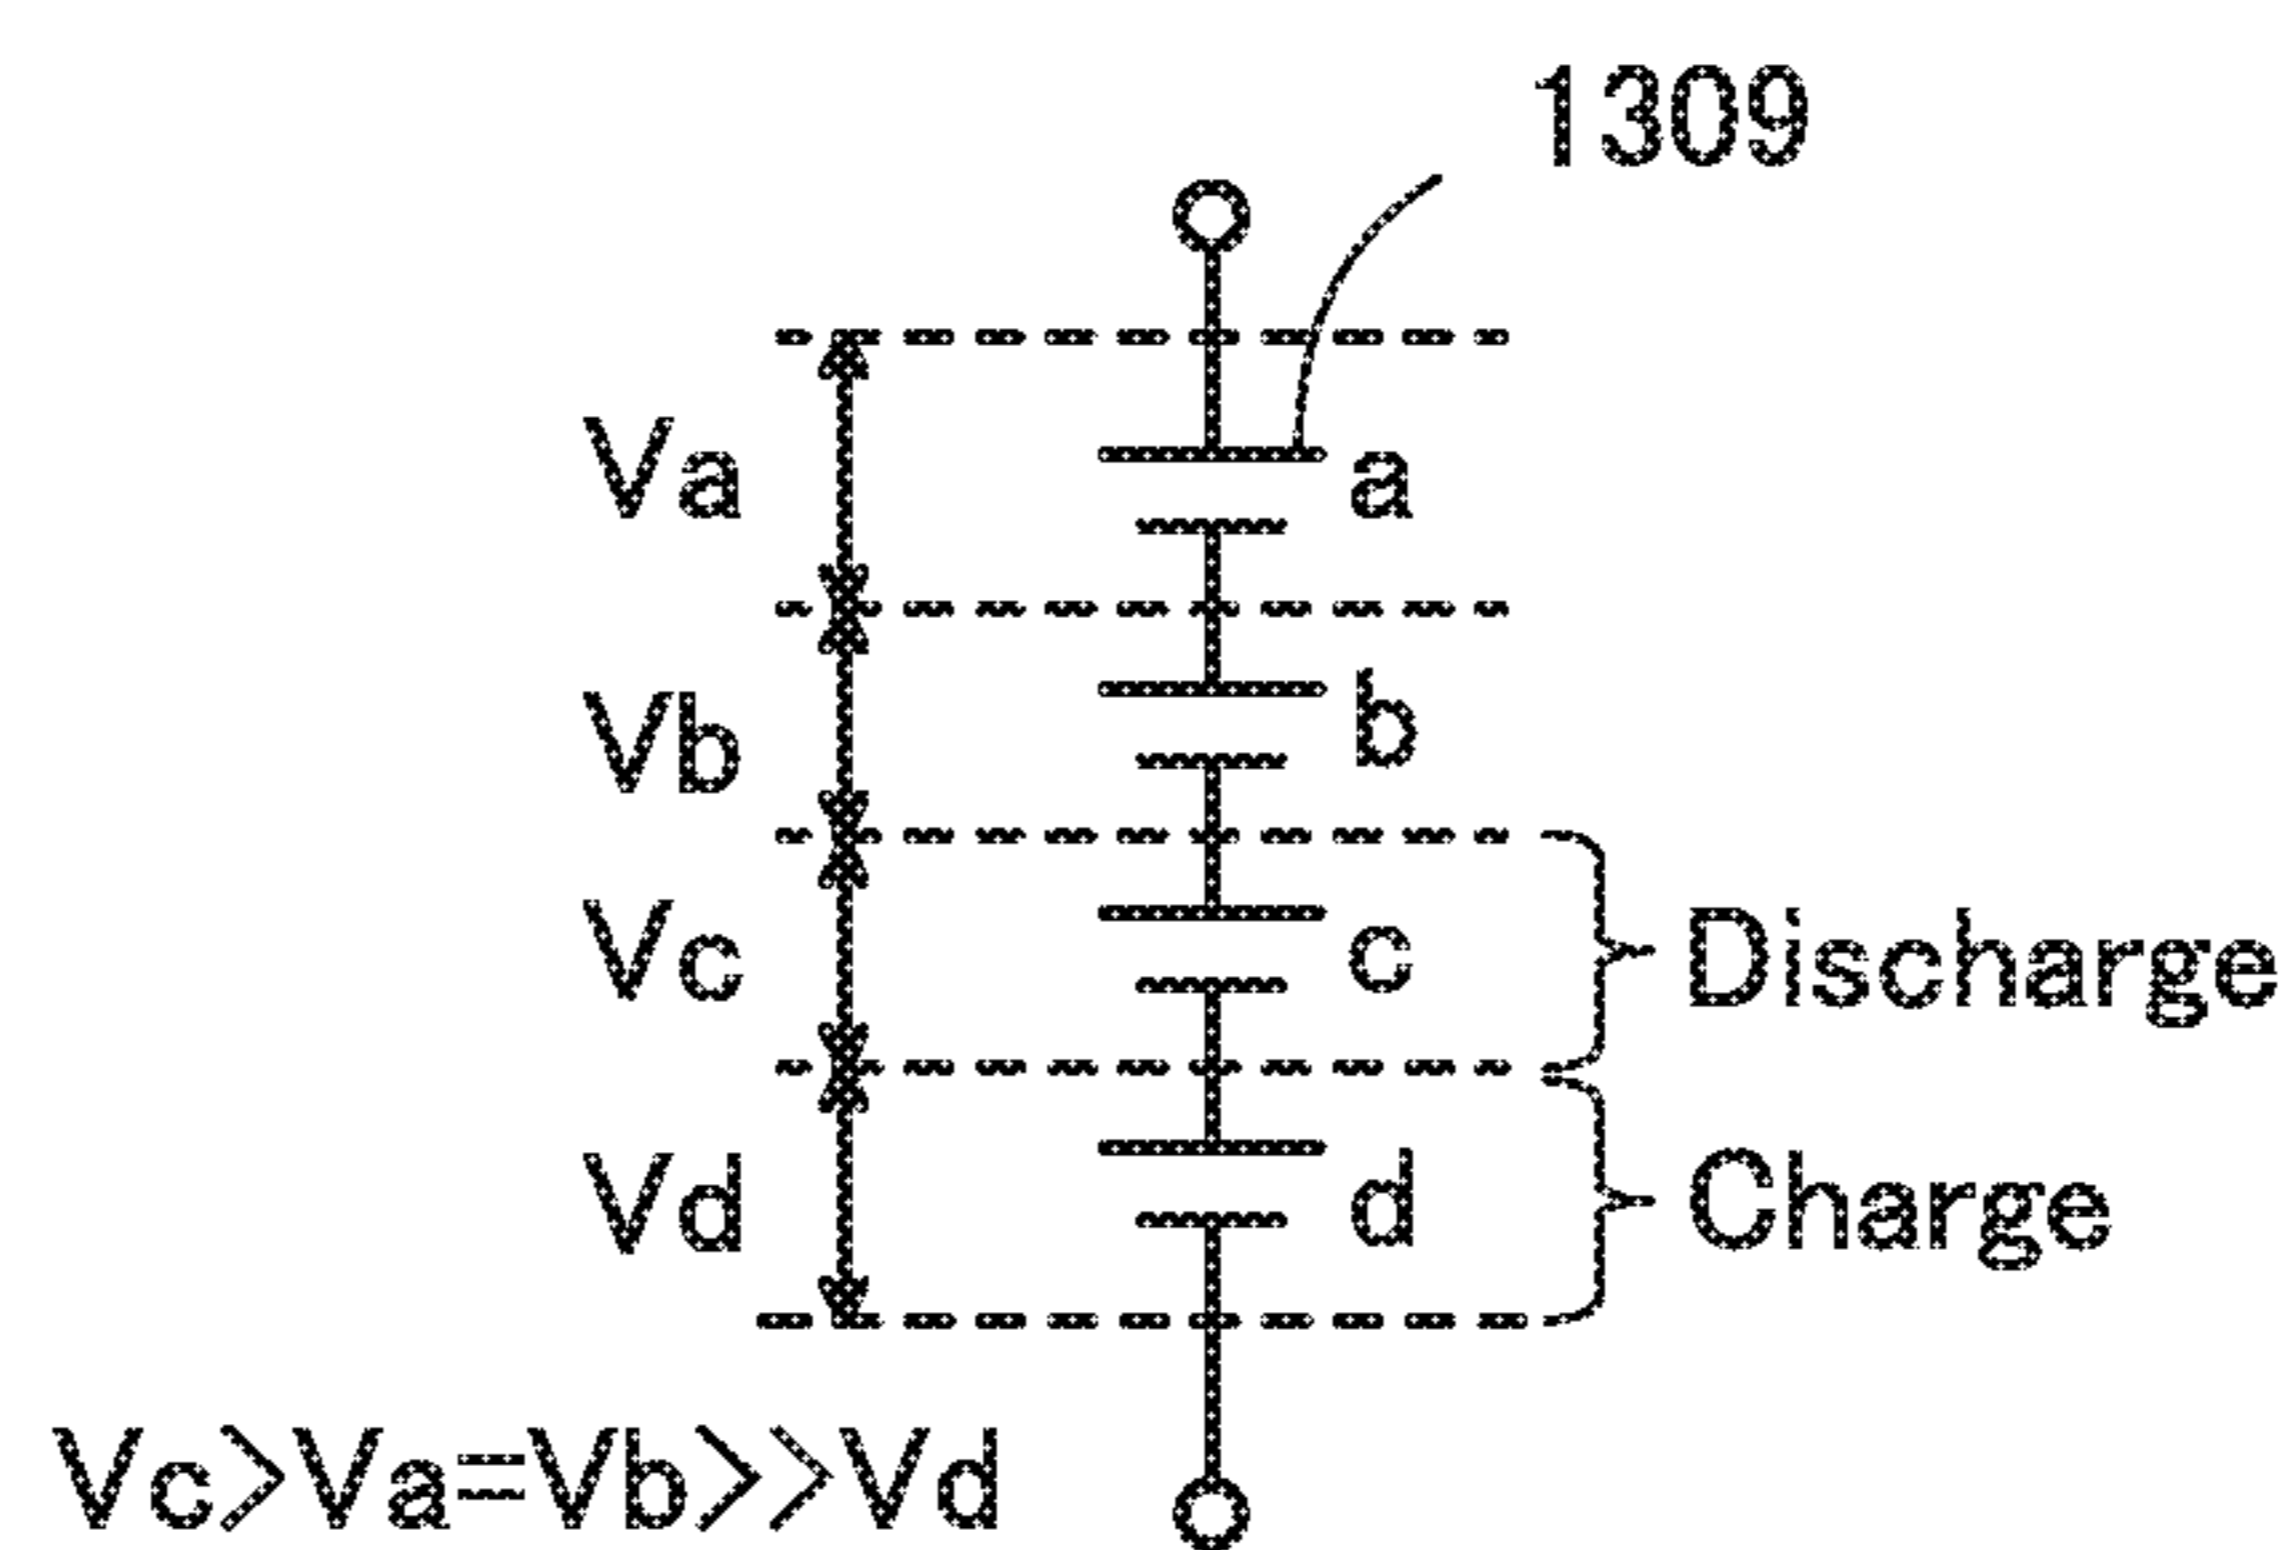 1309
Va
a
Vb
b
Vc
c
Discharge
Vd
d
Charge
Vc>Va=Vb>>Vd